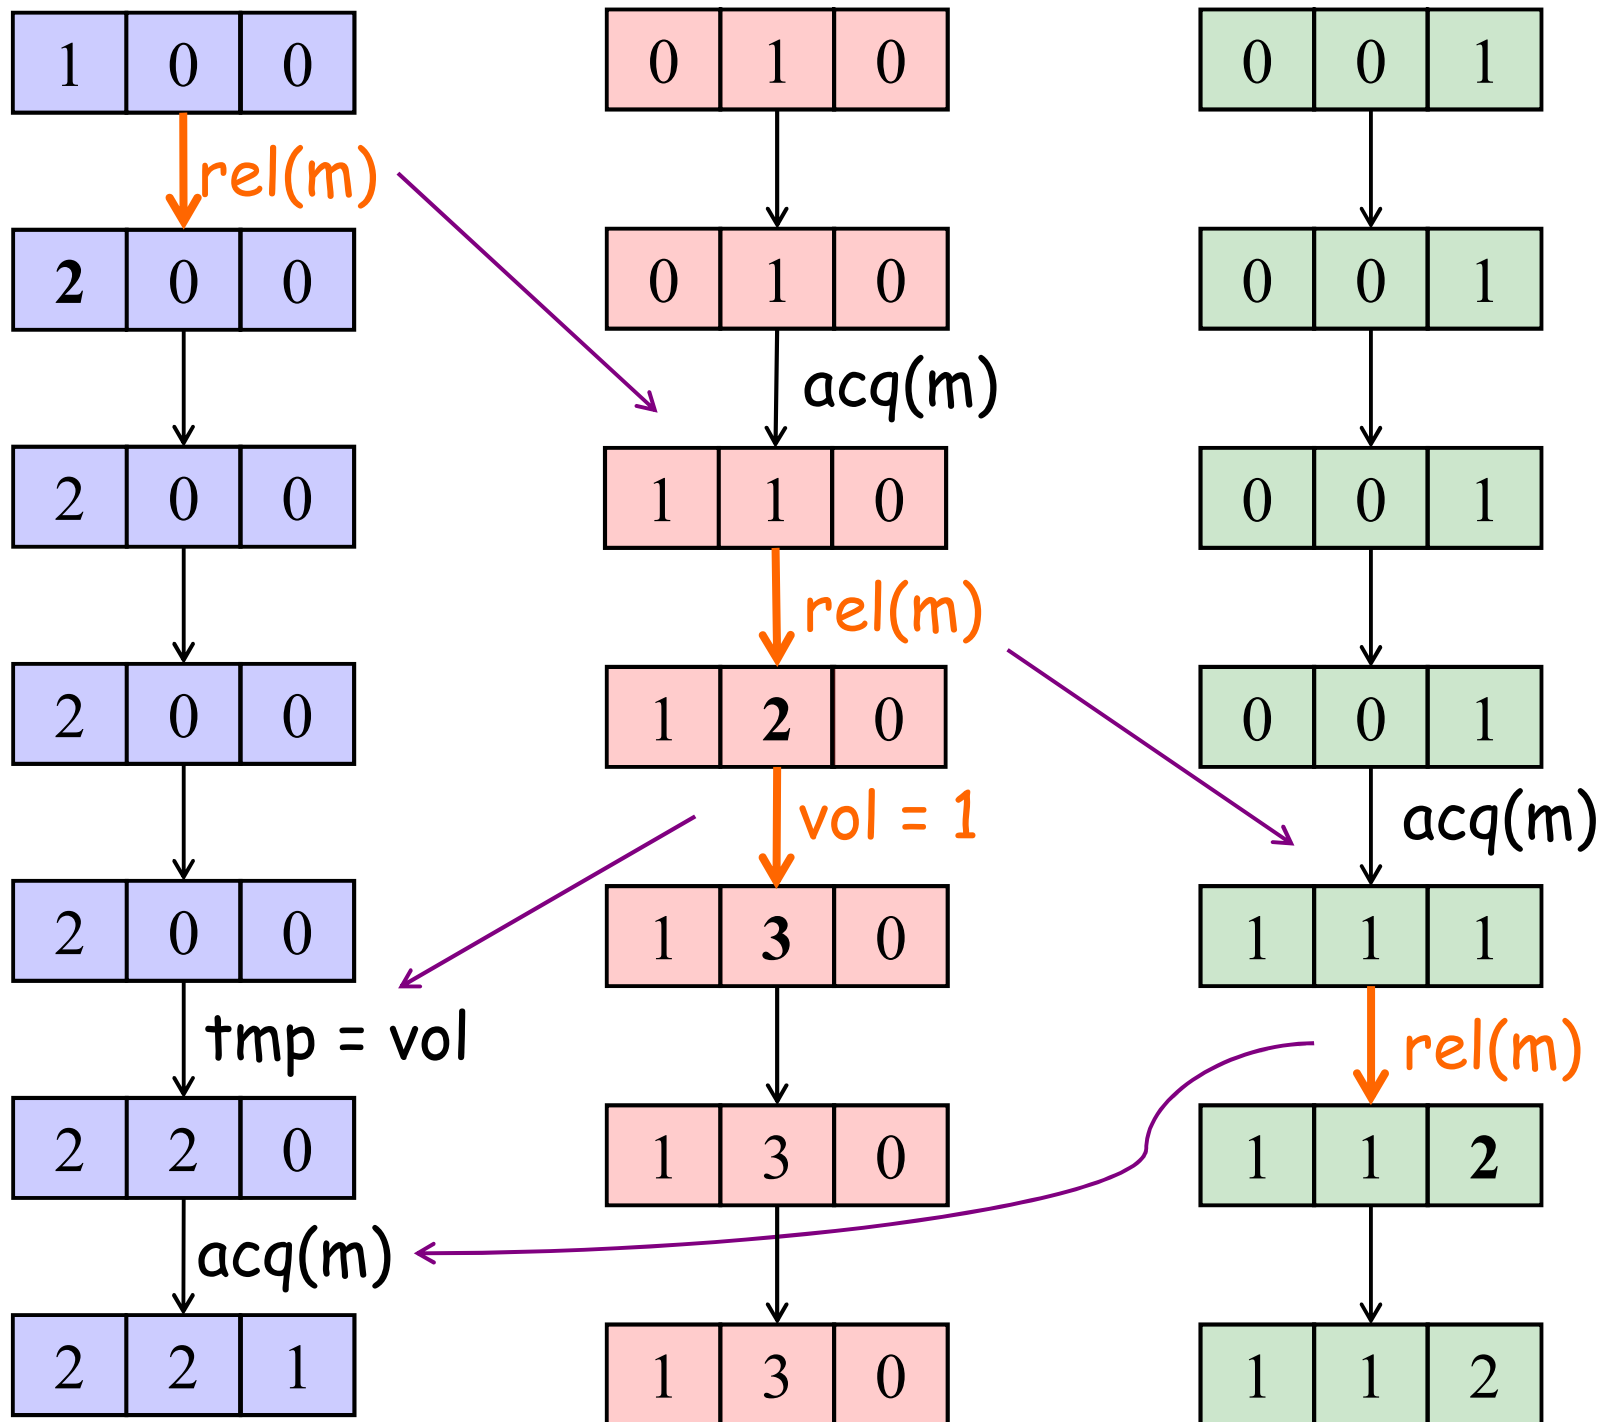 1 0 0 0 1 0 0 0 1
rel(m)
2 0 0 0 1 0 0 0 1
acq(m)
2 0 0 1 1 0 0 0 1
rel(m)
2 0 0 1 2 0 0 0 1
vol = 1 acq(m)
2 0 0 1 3 0 1 1 1
tmp = vol rel(m)
2 2 0 1 3 0 1 1 2
acq(m)
2 2 1 1 3 0 1 1 2